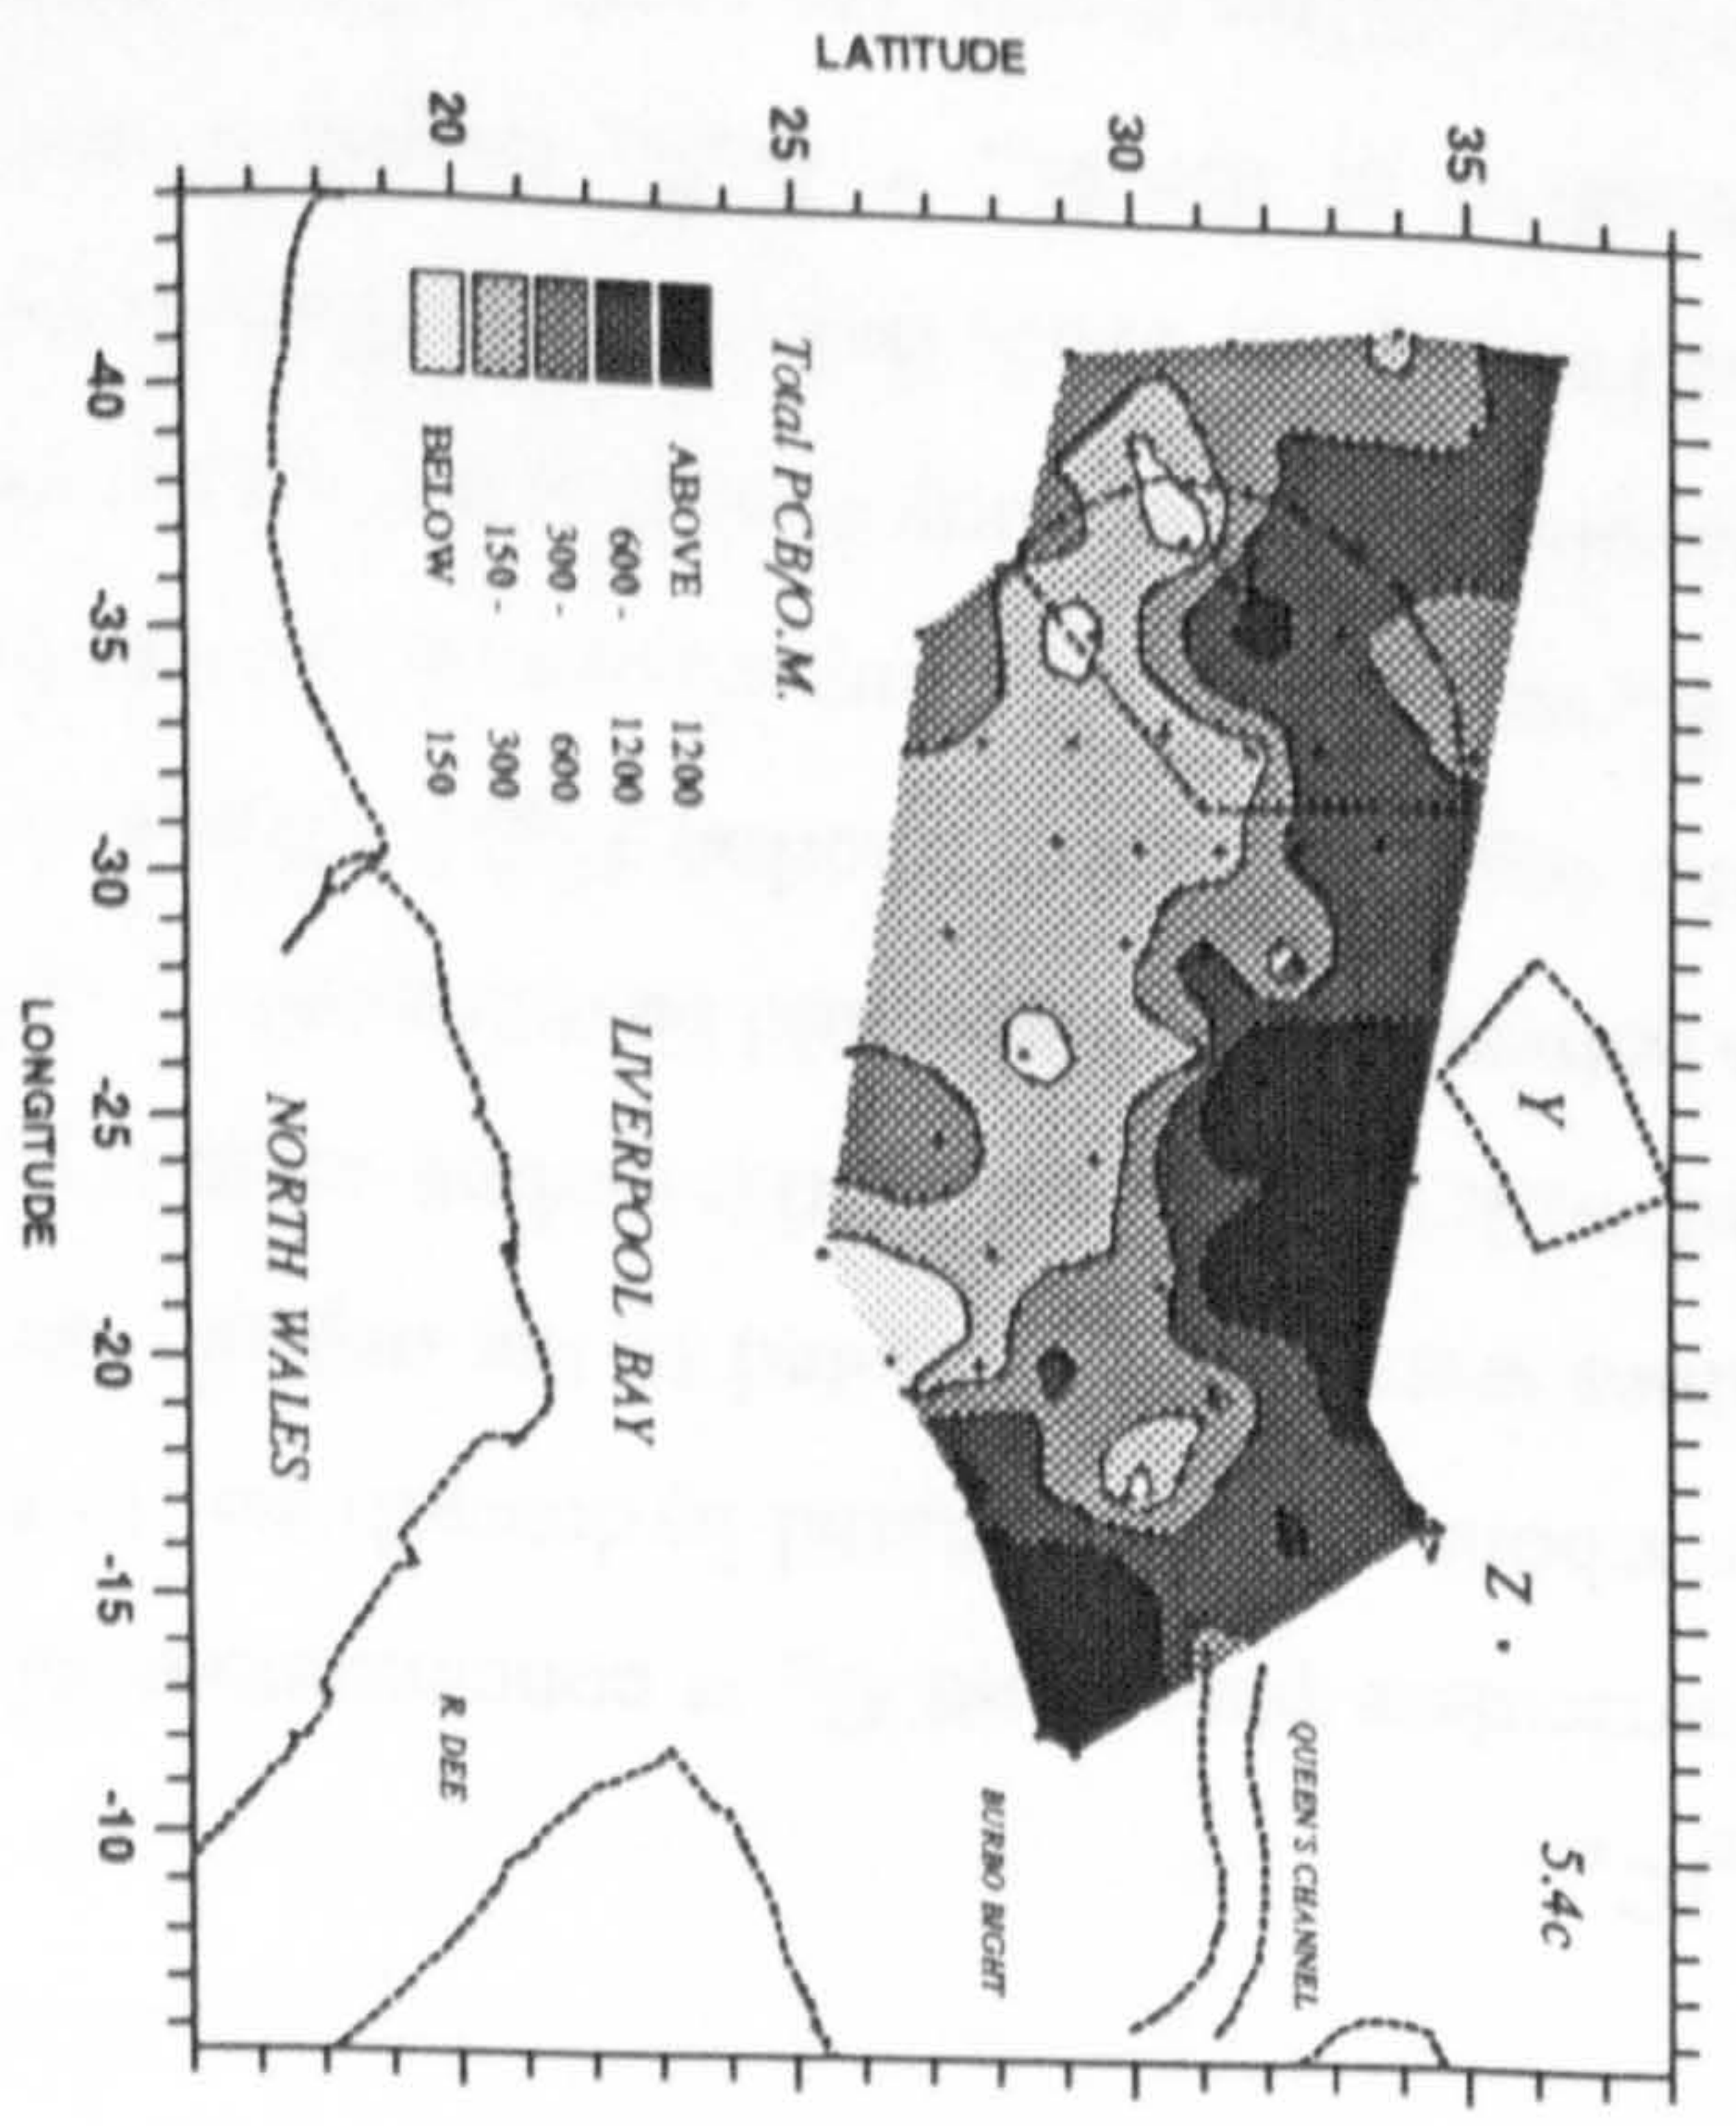 5.4c
Y
Z
QUEEN'S CHANNEL
BURBO BIGHT
Total PCB/O.M.
ABOVE 1200
600 - 1200
300 - 600
150 - 300
BELOW 150
LIVERPOOL BAY
R DEE
NORTH WALES
LATITUDE
35
30
25
20
-40
-35
-30
-25
-20
-15
-10
LONGITUDE